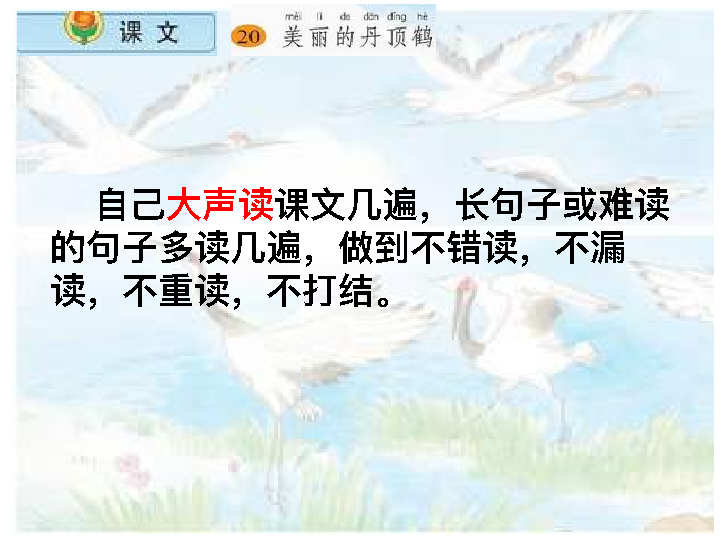 课文
měi lì de dān dǐng hè
20 美丽的丹顶鹤
自己大声读课文几遍，长句子或难读
的句子多读几遍，做到不错读，不漏
读，不重读，不打结。